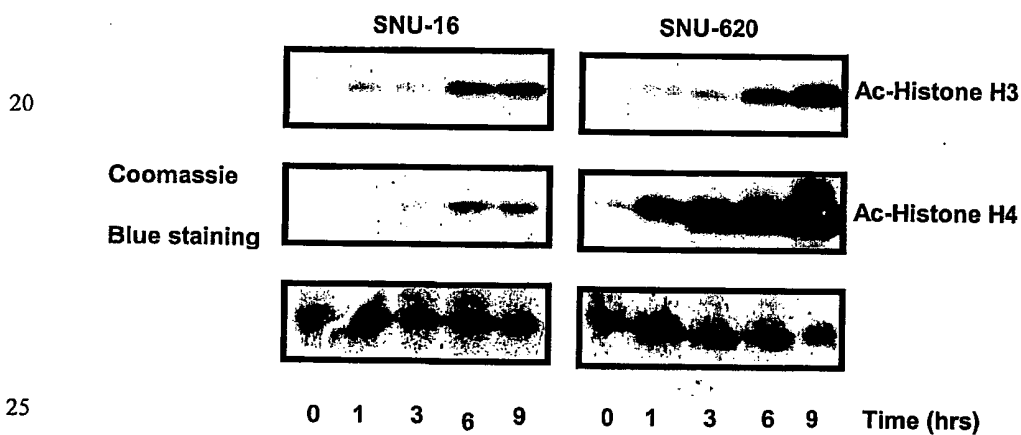 SNU-16 SNU-620
20
Ac-Histone H3
Coomassie
Ac-Histone H4
Blue staining
25
0 1 3 6 9 0 1 3 6 9 Time (hrs)